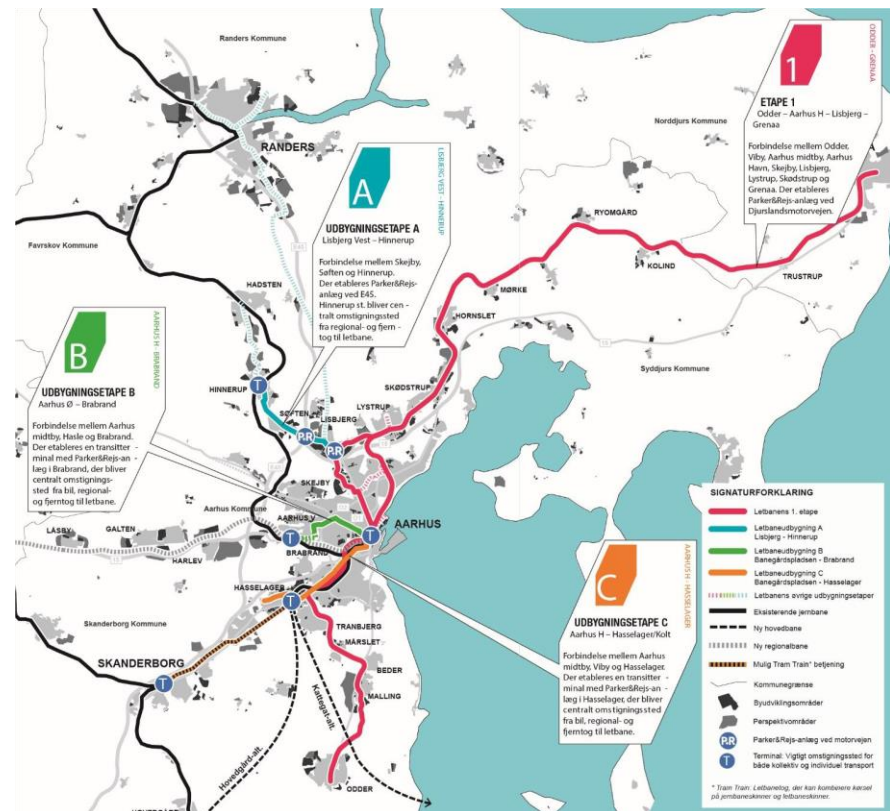 Randers Kommune
RANDERS
Favrskov Kommune
HADSTEN
HINNERUP
SØFTEN
LISBJERG
P.R
P.R
T
A
LISBJERG VEST - HINNERUP
UDBYGNINGSETAPE A
Lisbjerg Vest – Hinnerup
Forbindelse mellem Skejby,
Søften og Hinnerup.
Der etableres Parker&Rejs-
anlæg ved E45.
Hinnerup st. bliver cen -
tralt omstigningssted
fra regional- og fjern -
tog til letbane.
1
ODDER - GRENAA
ETAPE 1
Odder – Aarhus H – Lisbjerg –
Grenaa
Forbindelse mellem Odder,
Viby, Aarhus midtby, Aarhus
Havn, Skejby, Lisbjerg,
Lystrup, Skødstrup og
Grenaa. Der etableres
Parker&Rejs-anlæg ved
Djurslandsmotorvejen.
Norddjurs Kommune
RYOMGÅRD
KOLIND
TRUSTRUP
MØRKE
HORNSLET
SKØDSTRUP
LYSTRUP
Syddjurs Kommune
B
AARHUS H - BRABRAND
UDBYGNINGSETAPE B
Aarhus Ø – Brabrand
Forbindelse mellem Aarhus
midtby, Hasle og Brabrand.
Der etableres en transitter -
minal med Parker&Rejs-an -
læg i Brabrand, der bliver
centralt omstignings -
sted fra bil, regional-
og fjerntog til letbane.
SKEJBY
Aarhus Kommune
AARHUS V
AARHUS
T
T
LÅSBY
GALTEN
HARLEV
BRABRAND
HASSELAGER
T
Skanderborg Kommune
SKANDERBORG
T
TRANBJERG
MÅRSLET
BEDER
MALLING
ODDER
Kattegat-alt.
Hovedgård-alt.
C
AARHUS H - HASSELAGER
UDBYGNINGSETAPE C
Aarhus H – Hasselager/Kolt
Forbindelse mellem Aarhus
midtby, Viby og Hasselager.
Der etableres en transitter -
minal med Parker&Rejs-an -
læg i Hasselager, der bliver
centralt omstigningssted
fra bil, regional- og
fjerntog til letbane.
SIGNATURFORKLARING
Letbanens 1. etape
Letbaneudbygning A
Lisbjerg - Hinnerup
Letbaneudbygning B
Banegårdspladsen - Brabrand
Letbaneudbygning C
Banegårdspladsen - Hasselager
Letbanens øvrige udbygningsetaper
Eksisterende jernbane
Ny hovedbane
Ny regionalbane
Mulig Tram Train* betjening
Kommunegrænse
Byudviklingsområder
Perspektivområder
P.R Parker&Rejs-anlæg ved motorvejen
T Terminal: Vigtigt omstigningssted for
både kollektiv og individuel transport
* Tram Train: Letbanetog, der kan kombinere kørsel
på jernbaneskinner og letbaneskinner.